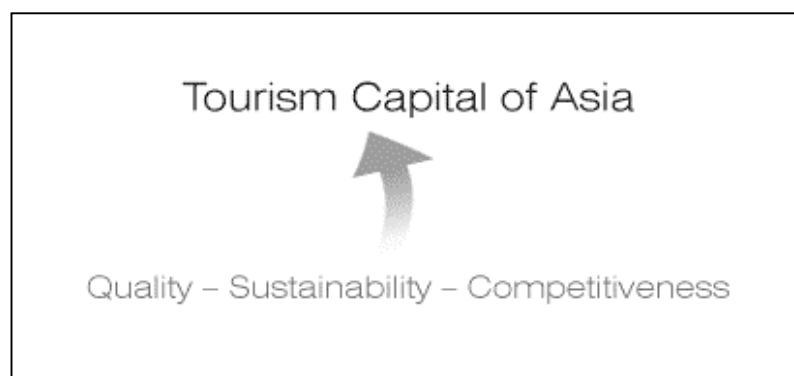 Tourism Capital of Asia
Quality – Sustainability – Competitiveness